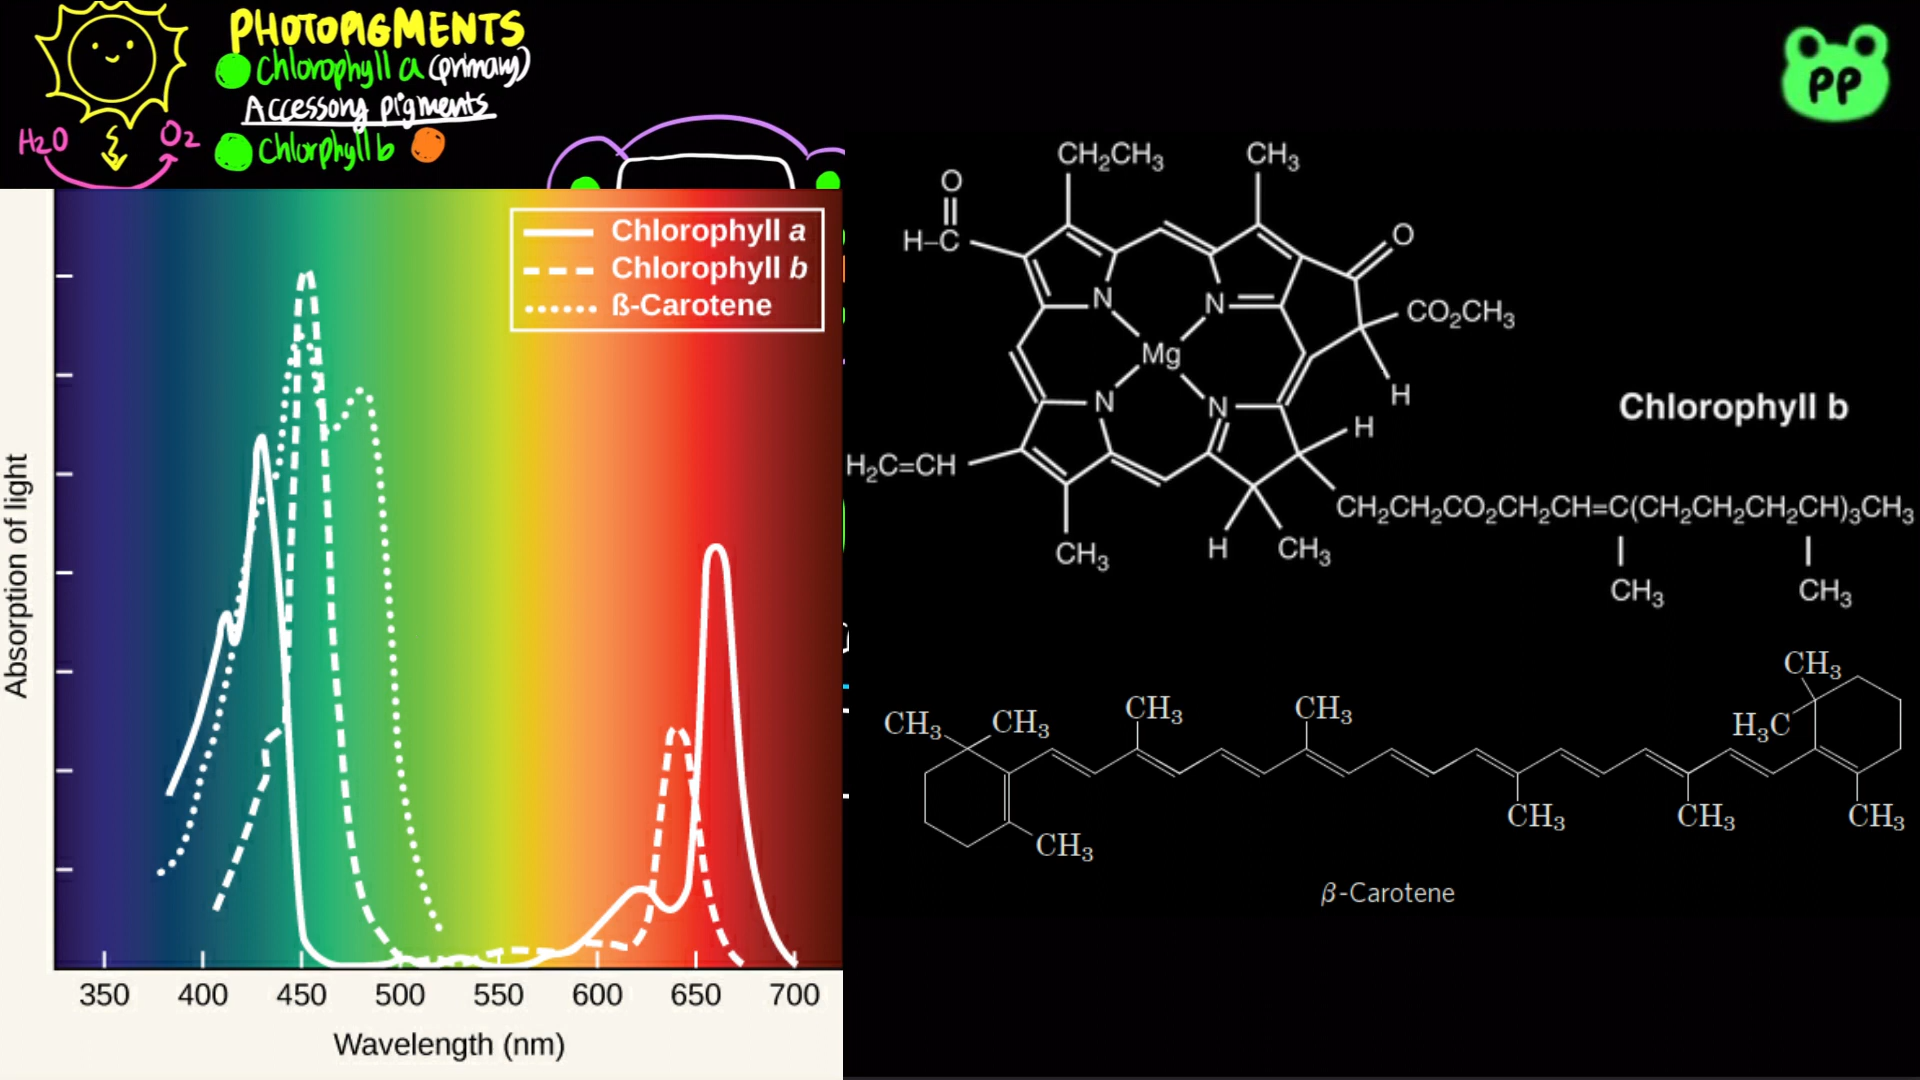 PHOTOPIGMENTS
Chlorophyll a (primary)
Accessory pigments
Chlorphyll b
H2O
O2
PP
Chlorophyll a
Chlorophyll b
ß-Carotene
Absorption of light
350 400 450 500 550 600 650 700
Wavelength (nm)
CH₂CH₃
CH₃
O
H–C
O
N
N
CO₂CH₃
Mg
H
N
N
H
H₂C=CH
CH₃
H
CH₃
Chlorophyll b
CH₂CH₂CO₂CH₂CH=C(CH₂CH₂CH₂CH)₃CH₃
CH₃
CH₃
CH₃
CH₃
CH₃
CH₃
CH₃
H₃C
CH₃
CH₃
CH₃
CH₃
β-Carotene